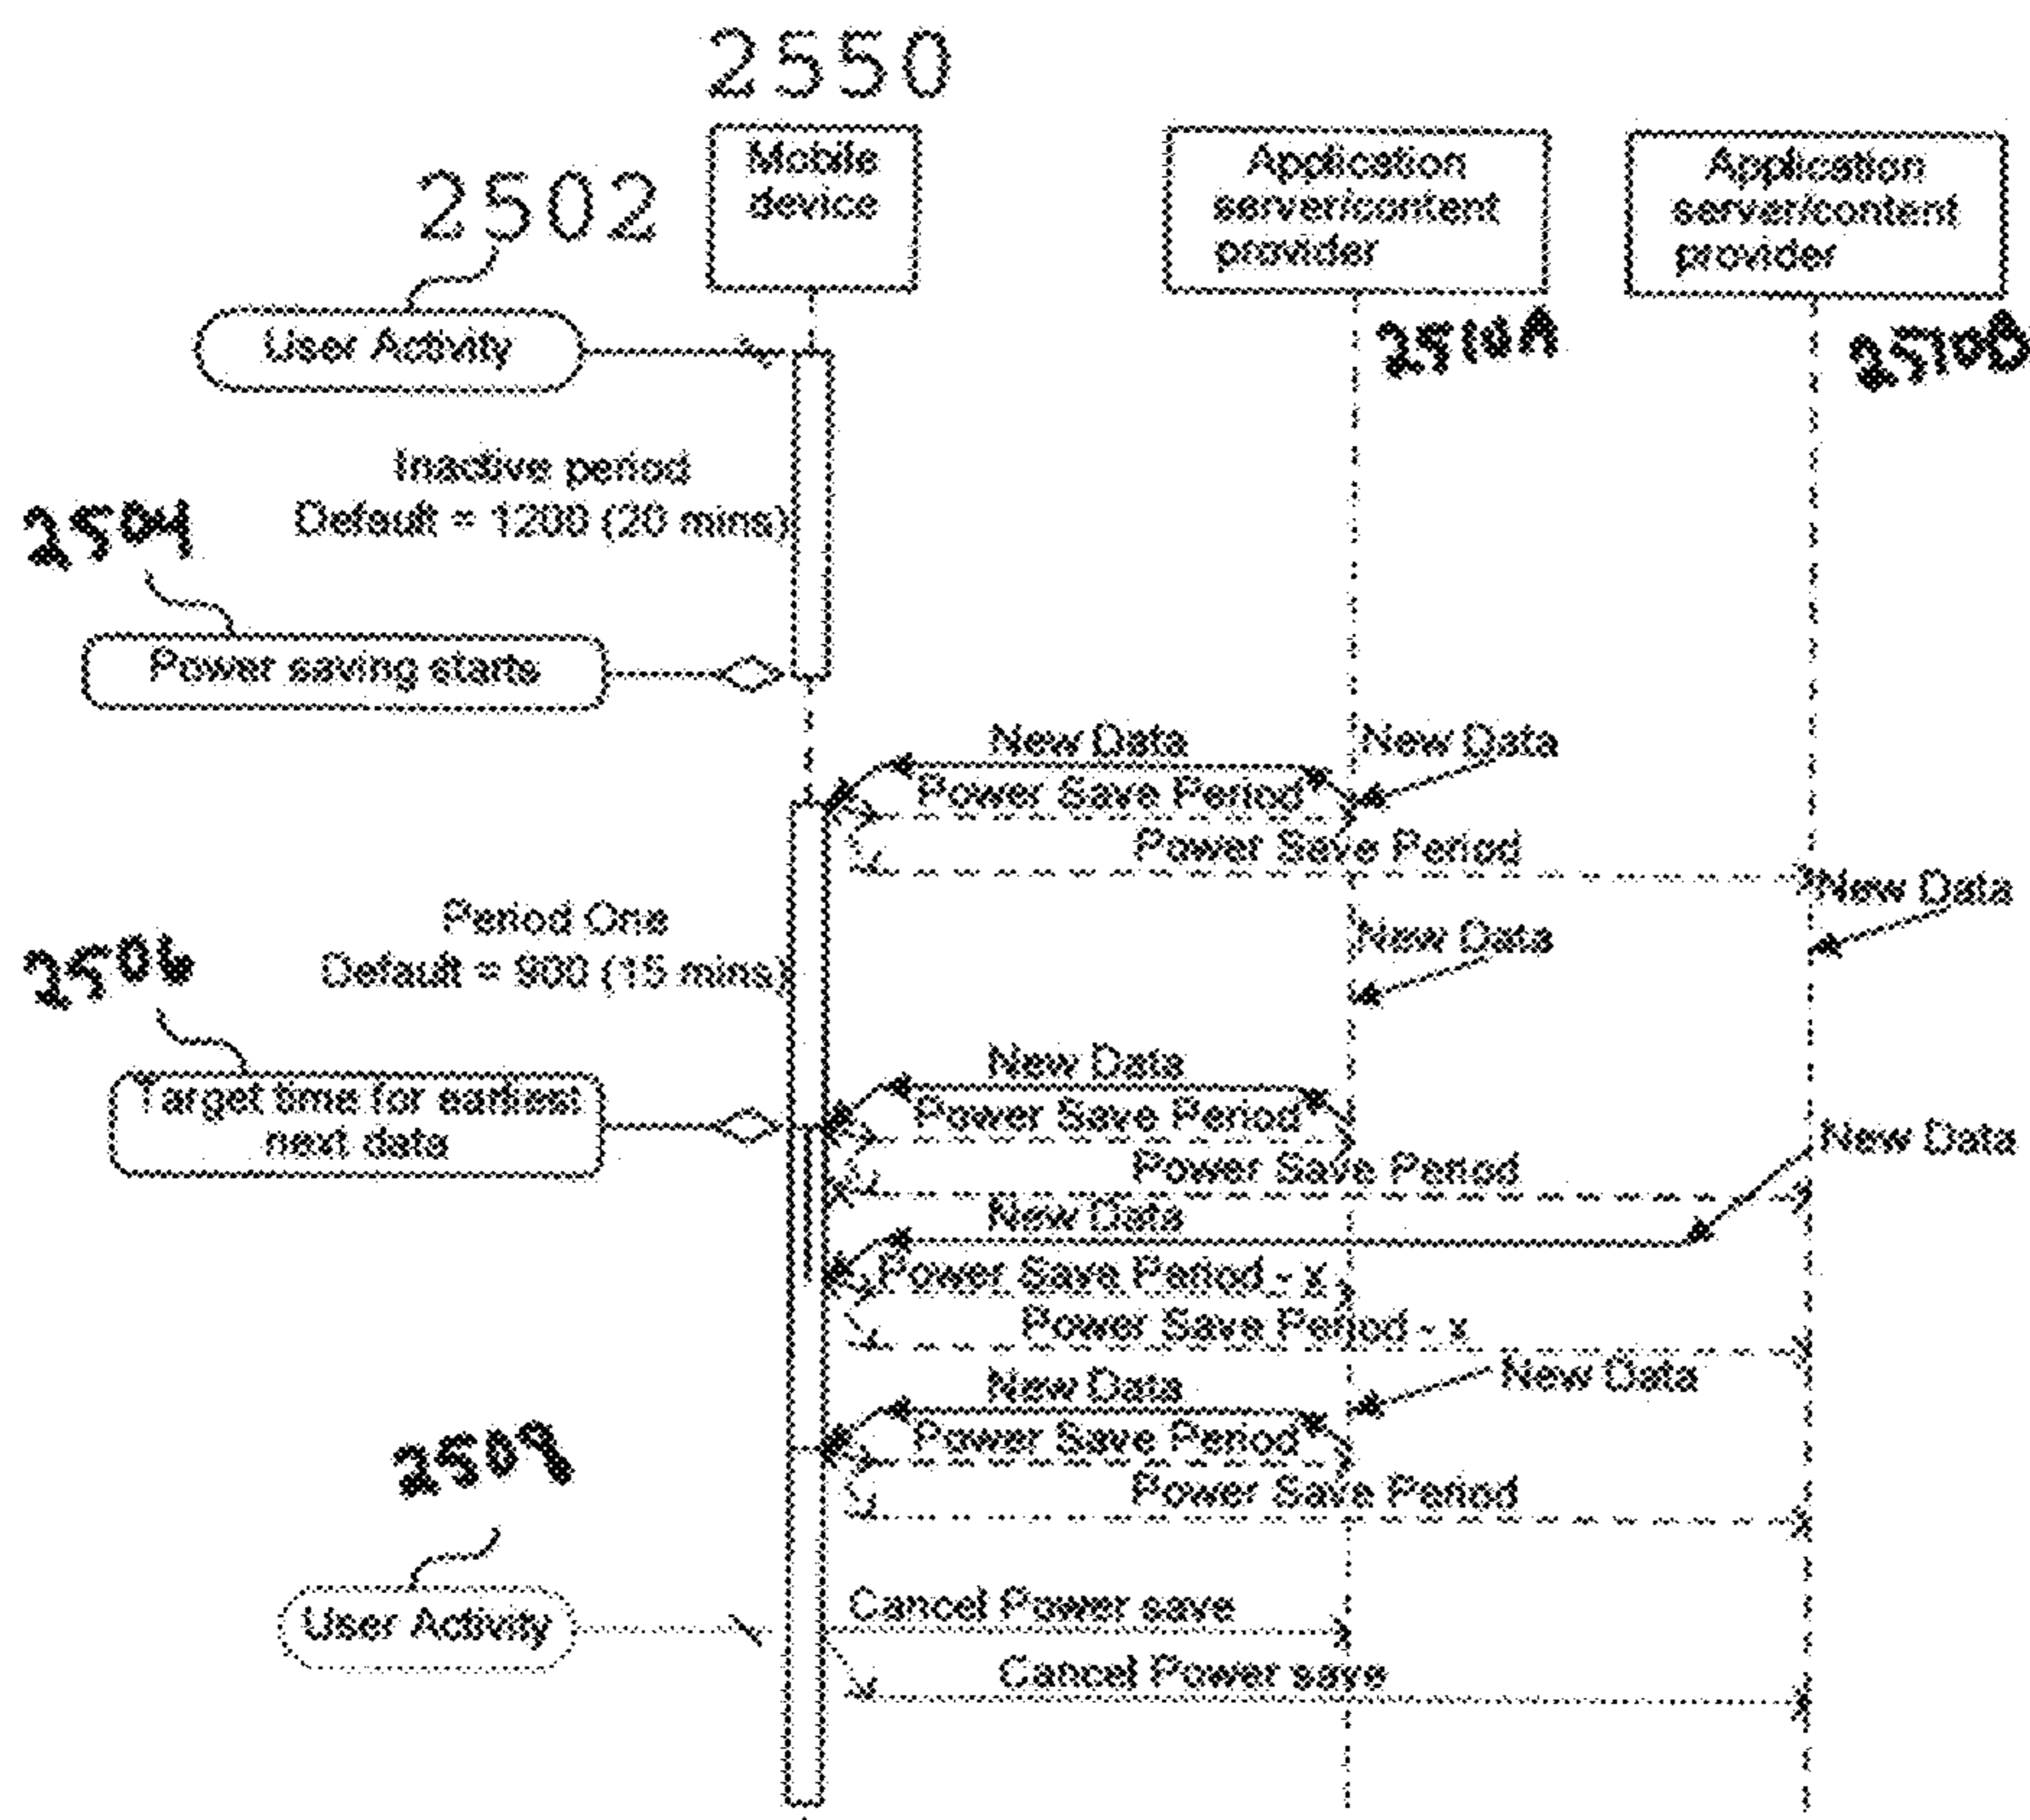 2550
Mobile
device
Application
server/content
provider
Application
server/content
provider
2502
User Activity
2510A
2510B
Inactive period
Default = 1200 (20 mins)
2504
Power saving starts
New Data
New Data
Power Save Period
Power Save Period
New Data
Period One
New Data
Default = 900 (15 mins)
2506
New Data
Target time for earliest
next data
Power Save Period
New Data
Power Save Period
New Data
Power Save Period - x
Power Save Period - x
New Data
New Data
Power Save Period
Power Save Period
User Activity
Cancel Power save
Cancel Power save